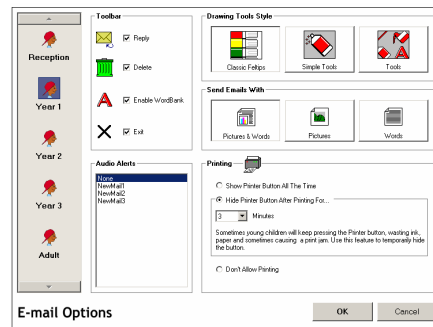 Reception
Year 1
Year 2
Year 3
Adult
Toolbar
Reply
Delete
Enable WordBank
Exit
Audio Alerts
None
NewMail1
NewMail2
NewMail3
Drawing Tools Style
Classic Feltips
Simple Tools
Tools
Send Emails With
Pictures & Words
Pictures
Words
Printing
Show Printer Button All The Time
Hide Printer Button After Printing For...
3 Minutes
Sometimes young children will keep pressing the Printer button, wasting ink,
paper and sometimes causing a print jam. Use this feature to temporarily hide
the button.
Don't Allow Printing
E-mail Options
OK
Cancel